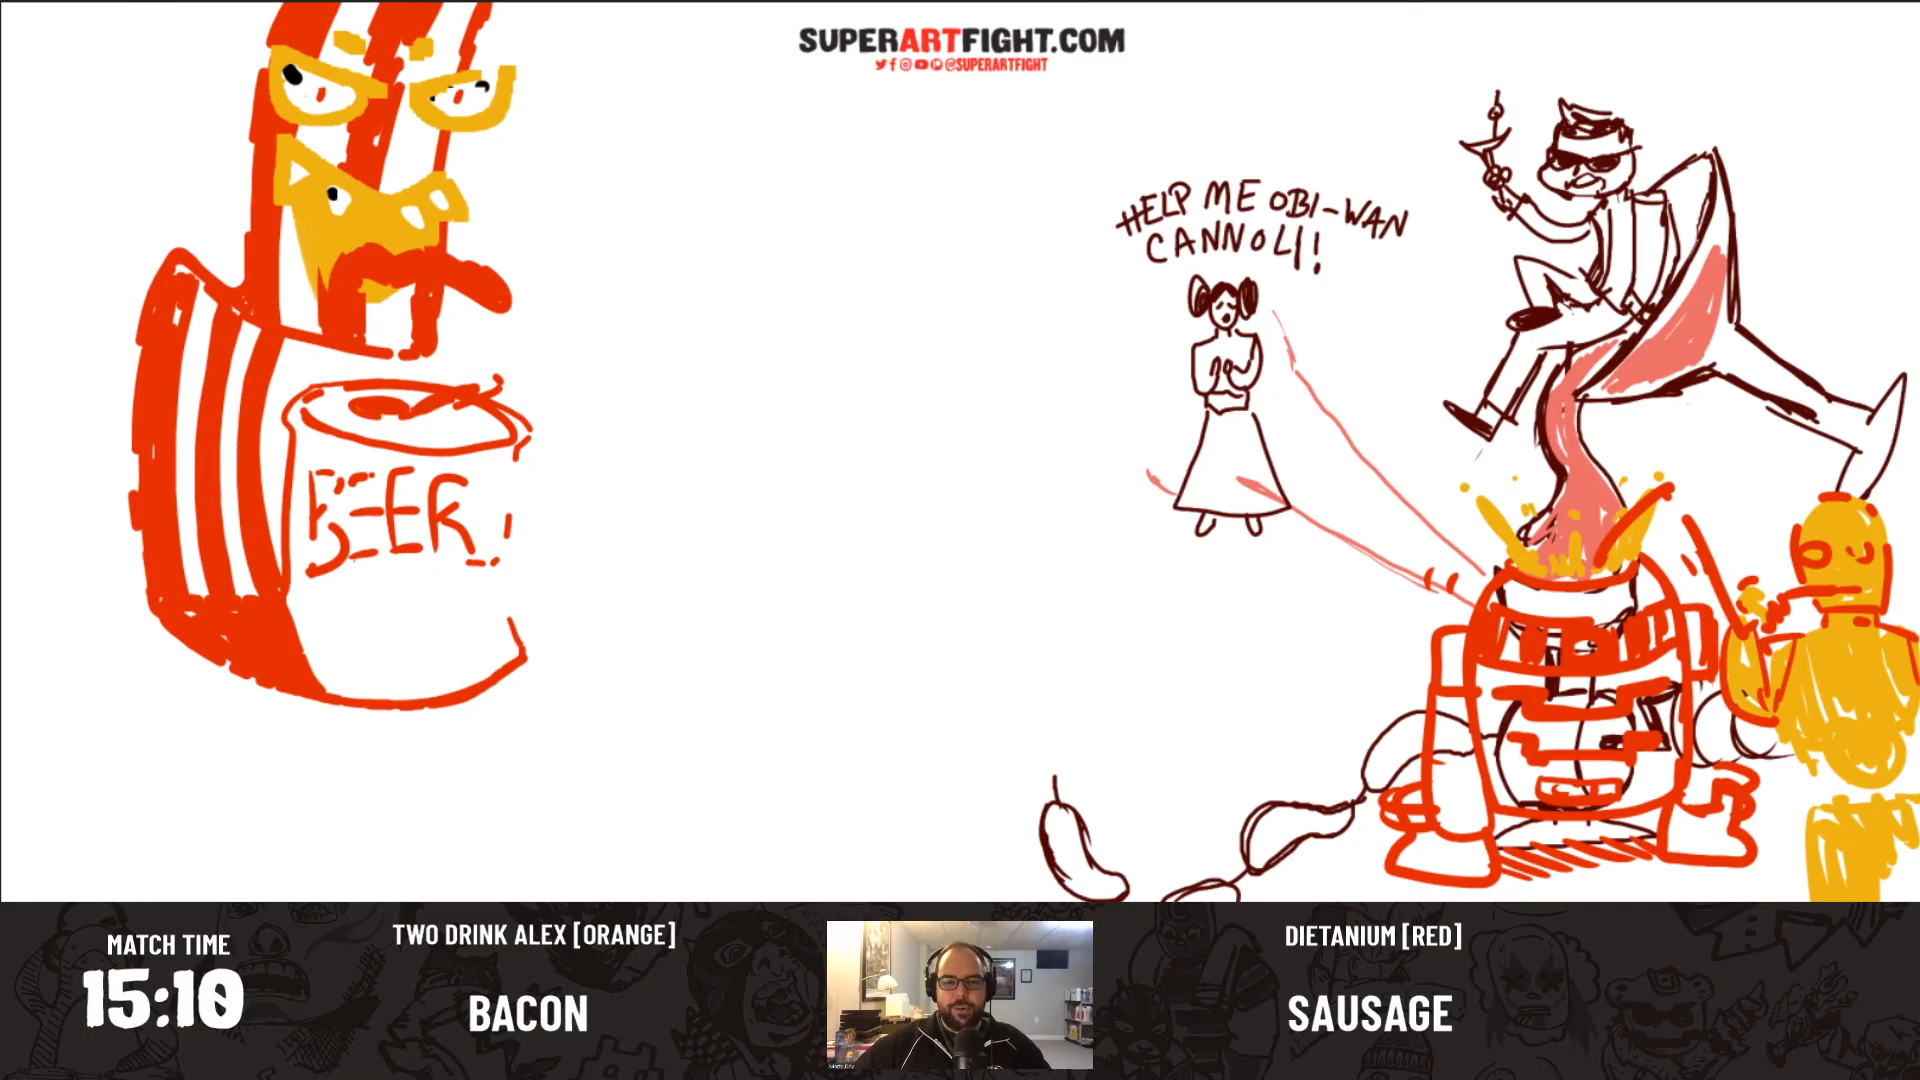 SUPERARTFIGHT.COM
@SUPERARTFIGHT
HELP ME OBI-WAN
CANNOLI!
BEER!
MATCH TIME
15:10
TWO DRINK ALEX [ORANGE]
BACON
DIETANIUM [RED]
SAUSAGE